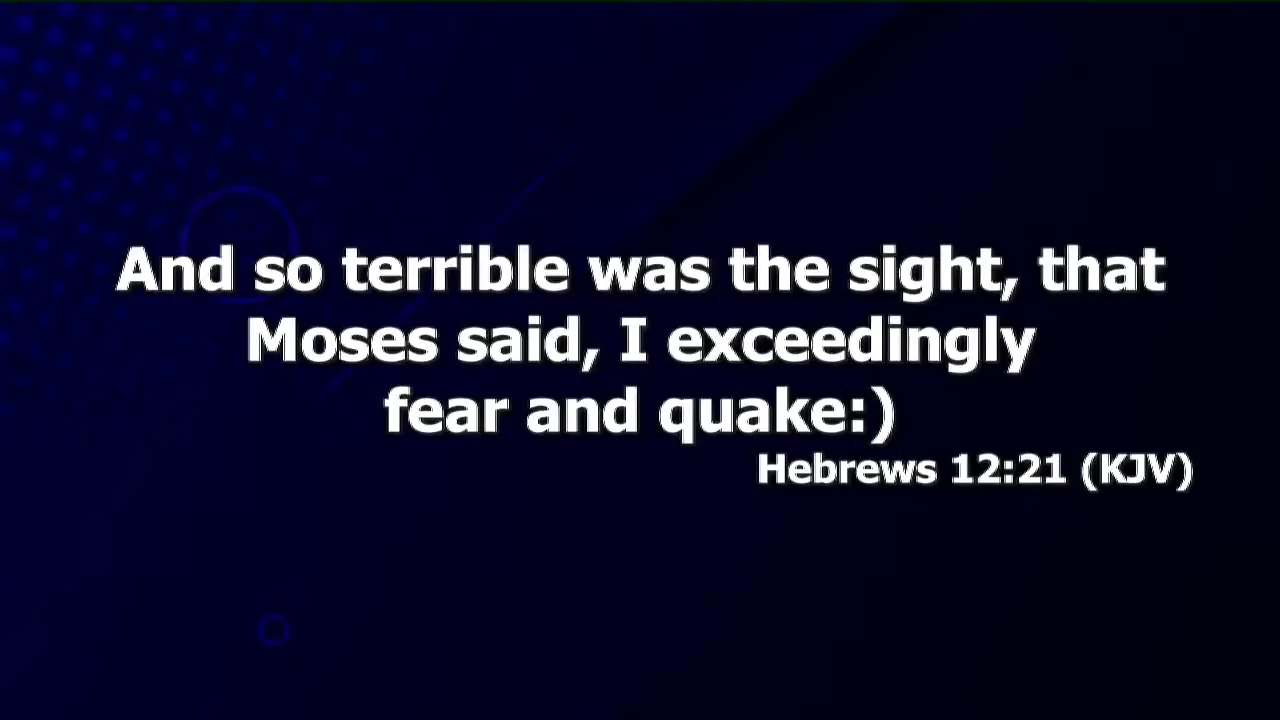 And so terrible was the sight, that
Moses said, I exceedingly
fear and quake:)
Hebrews 12:21 (KJV)